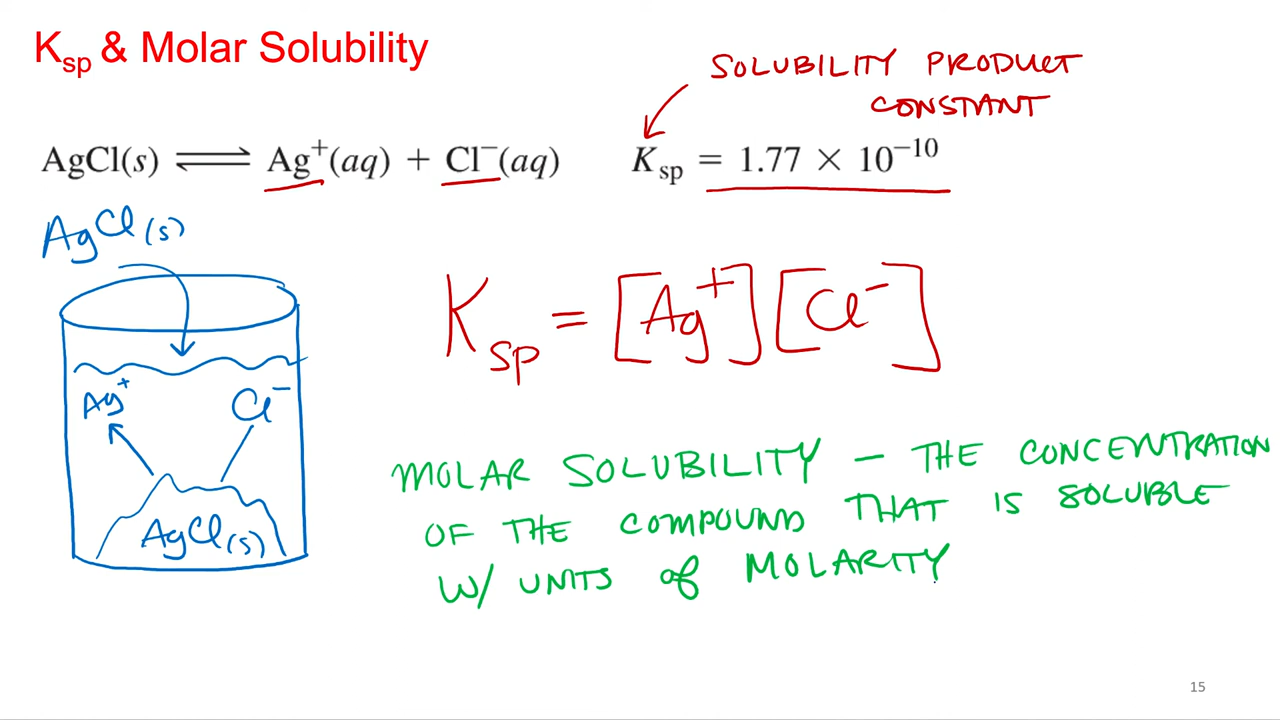 Ksp & Molar Solubility
SOLUBILITY PRODUCT
CONSTANT
AgCl(s) ⇌ Ag⁺(aq) + Cl⁻(aq) Ksp = 1.77 × 10⁻¹⁰
AgCl(s)
Ksp = [Ag⁺][Cl⁻]
Ag⁺ Cl⁻
AgCl(s)
MOLAR SOLUBILITY – THE CONCENTRATION
OF THE COMPOUND THAT IS SOLUBLE
W/ UNITS of MOLARITY
15